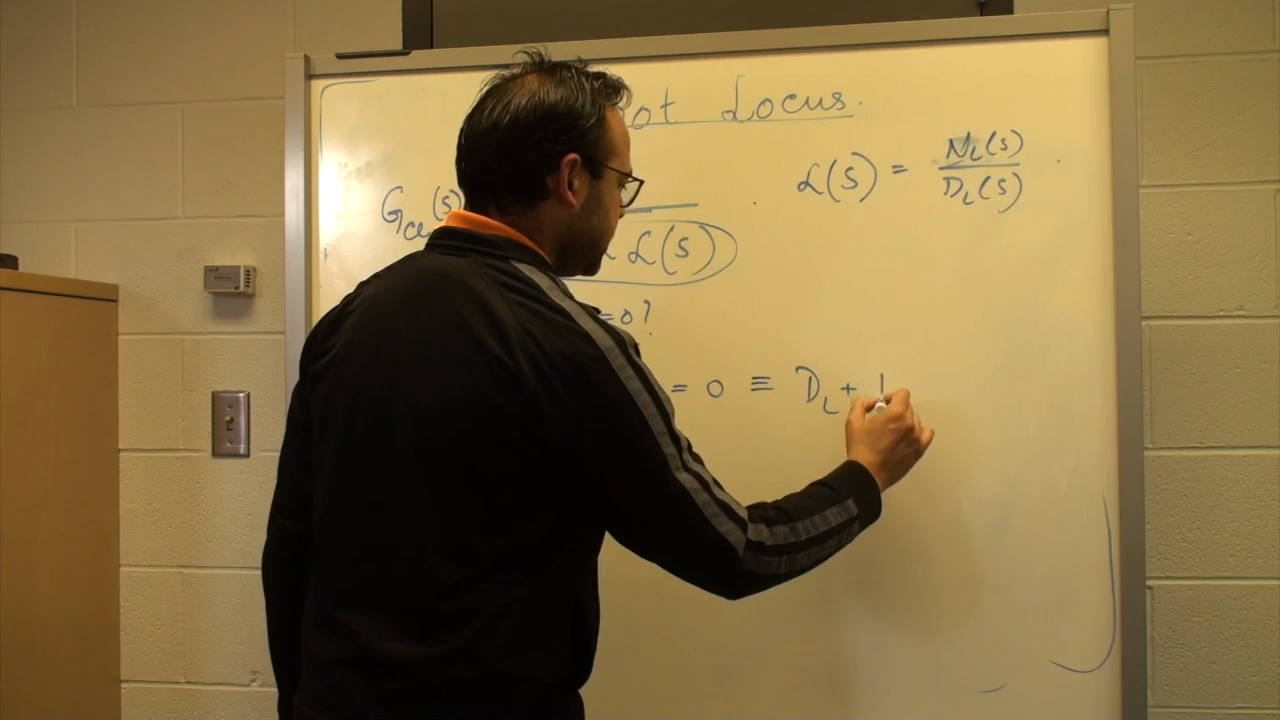 ot Locus.
L(S) = N_L(S) / D_L(S)
G_ce(s)
L(S)
=0?
= 0 ≡ D_L + 1